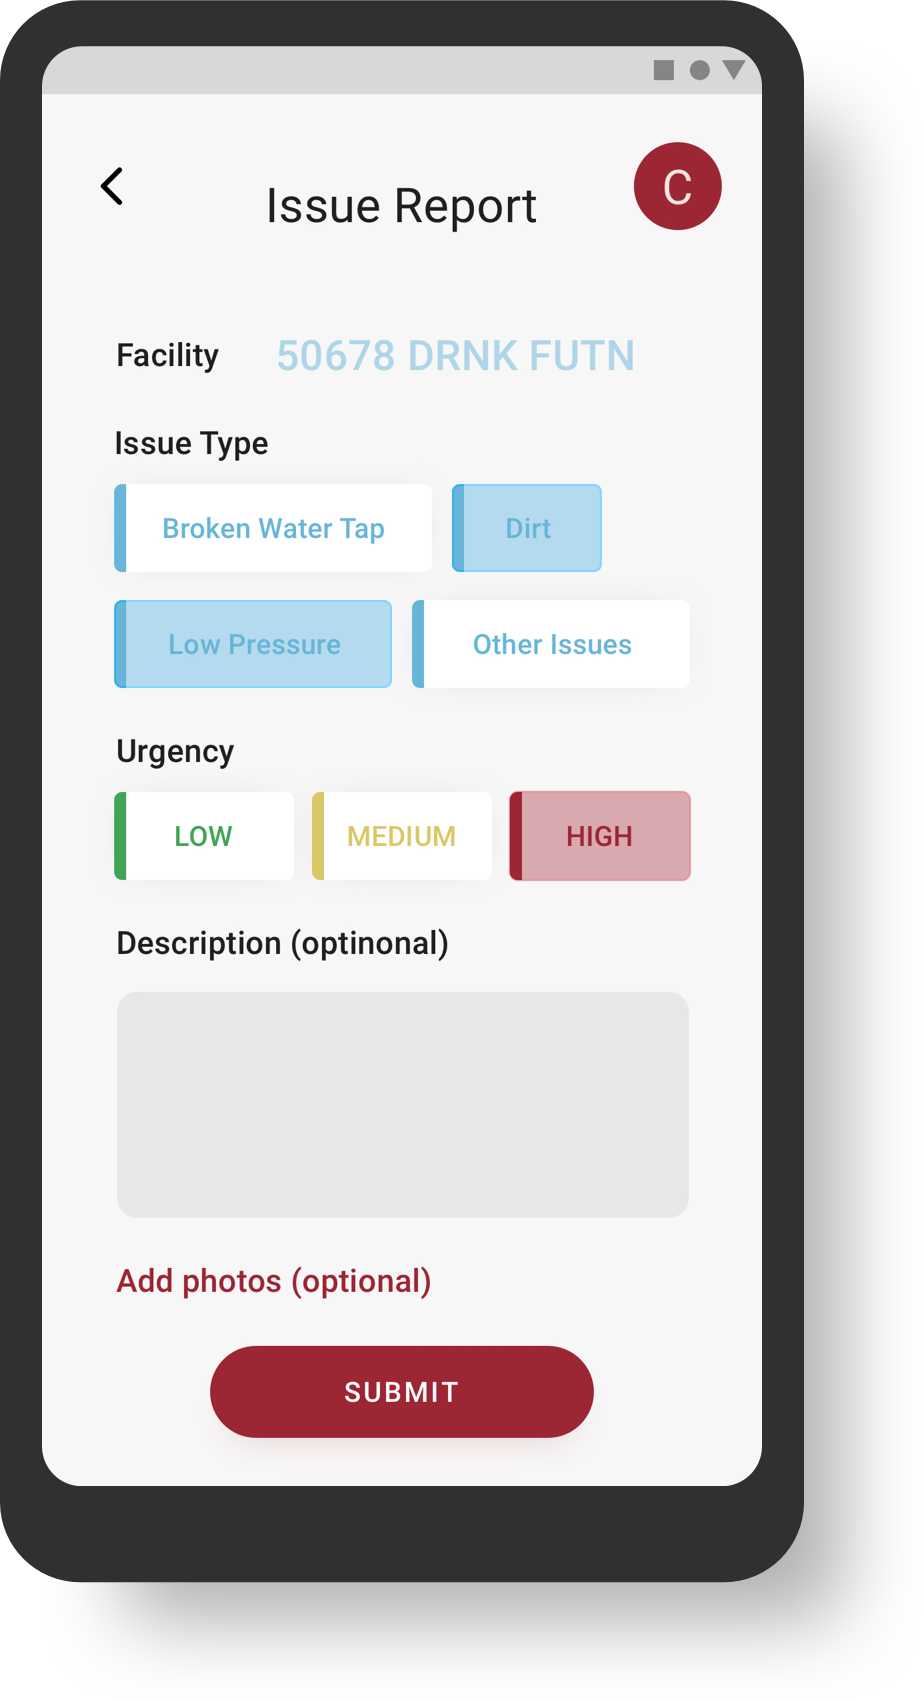 Issue Report
C
Facility 50678 DRNK FUTN
Issue Type
Broken Water Tap Dirt
Low Pressure Other Issues
Urgency
LOW MEDIUM HIGH
Description (optinonal)
Add photos (optional)
SUBMIT